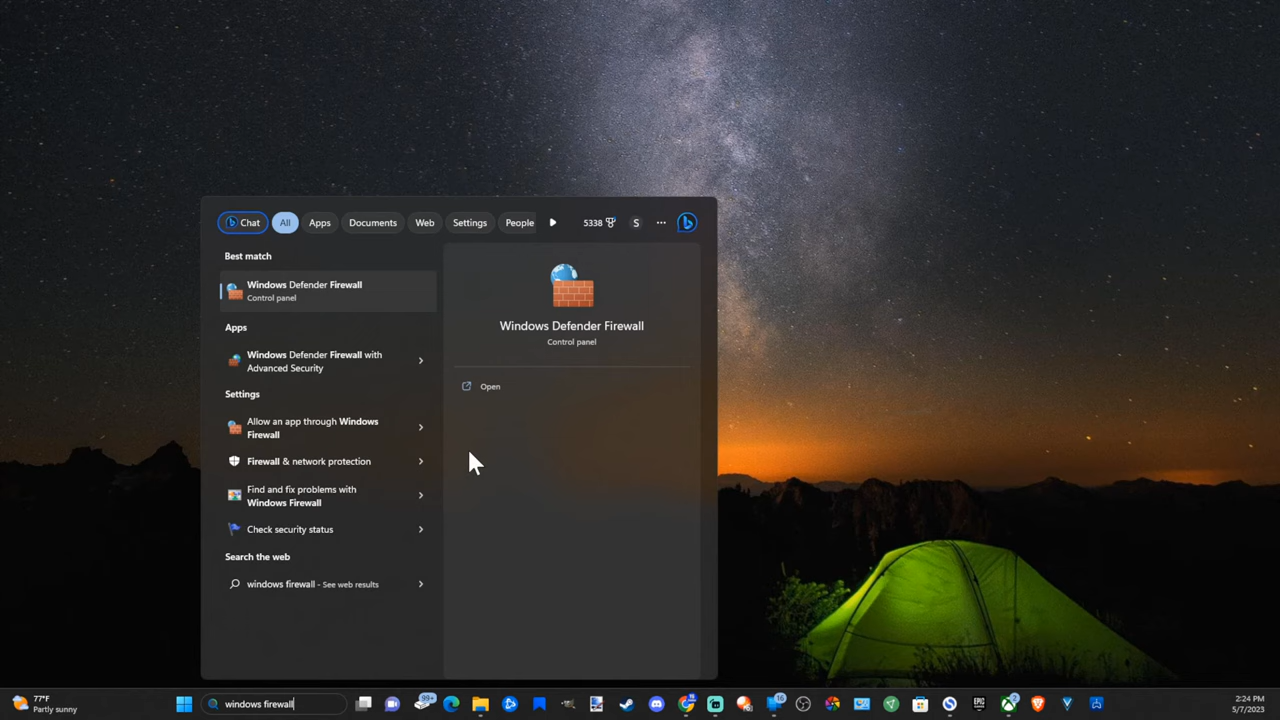 Chat
All
Apps
Documents
Web
Settings
People
5338
S
Best match
Windows Defender Firewall
Control panel
Apps
Windows Defender Firewall with
Advanced Security
Settings
Allow an app through Windows
Firewall
Firewall & network protection
Find and fix problems with
Windows Firewall
Check security status
Search the web
windows firewall - See web results
Windows Defender Firewall
Control panel
Open
77°F
Partly sunny
windows firewall
99+
16
2
2:24 PM
5/7/2023